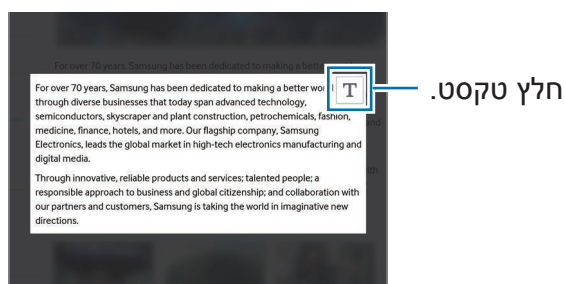 For over 70 years, Samsung has been dedicated to making a bett
For over 70 years, Samsung has been dedicated to making a better wor
through diverse businesses that today span advanced technology,
semiconductors, skyscraper and plant construction, petrochemicals, fashion,
medicine, finance, hotels, and more. Our flagship company, Samsung
Electronics, leads the global market in high-tech electronics manufacturing and
digital media.
Through innovative, reliable products and services; talented people; a
responsible approach to business and global citizenship; and collaboration with
our partners and customers, Samsung is taking the world in imaginative new
directions.
T
חלץ טקסט.